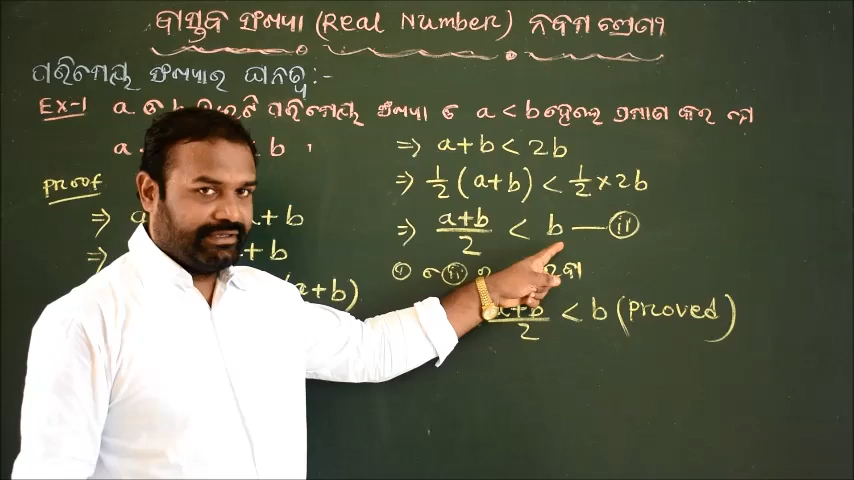 ବାସ୍ତବ ସଂଖ୍ୟା (Real Number) ନବମ ଶ୍ରେଣୀ
ପରିମେୟ ସଂଖ୍ୟାର ଘନତ୍ୱ :-
Ex-1 a ଓ b ପରିମେୟ ସଂଖ୍ୟା ଓ a < b ହେଲେ ପ୍ରମାଣ କର ଯେ
a b
Proof
⇒ a + b
⇒ + b
a + b)
⇒ a + b < 2b
⇒ 1/2 (a + b) < 1/2 × 2b
⇒ a+b/2 < b — ii
i ଓ ii
a+b/2 < b (Proved)